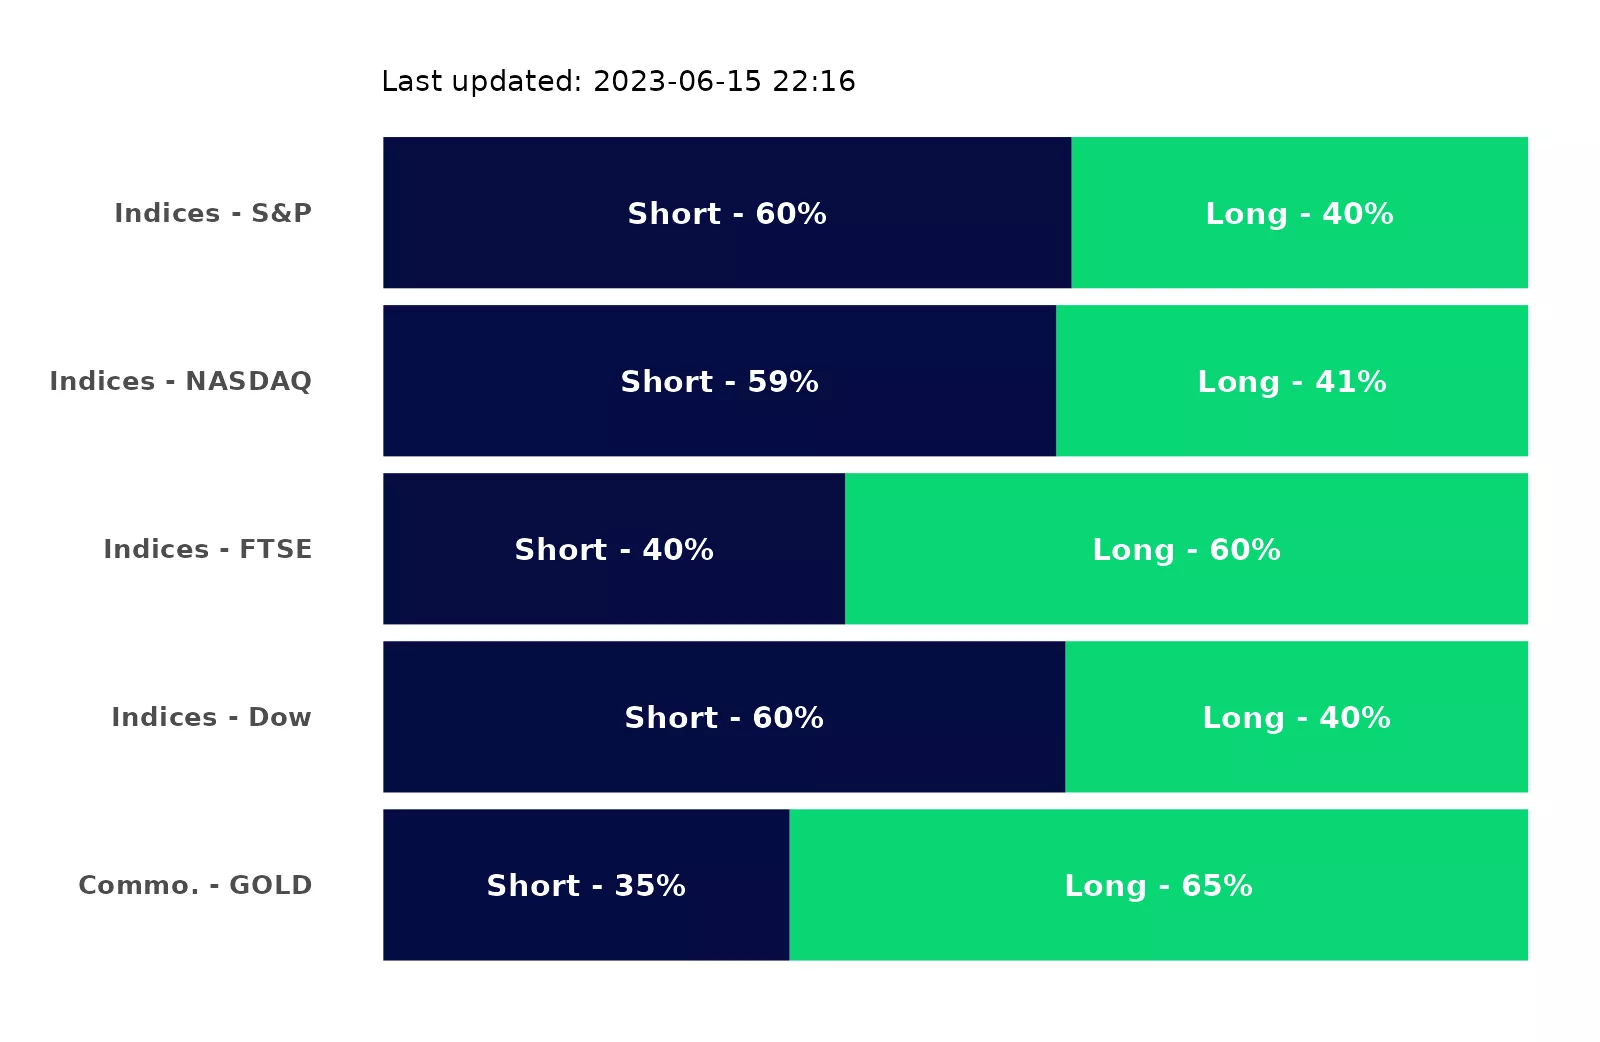 Last updated: 2023-06-15 22:16
Indices - S&P Short - 60% Long - 40%
Indices - NASDAQ Short - 59% Long - 41%
Indices - FTSE Short - 40% Long - 60%
Indices - Dow Short - 60% Long - 40%
Commo. - GOLD Short - 35% Long - 65%